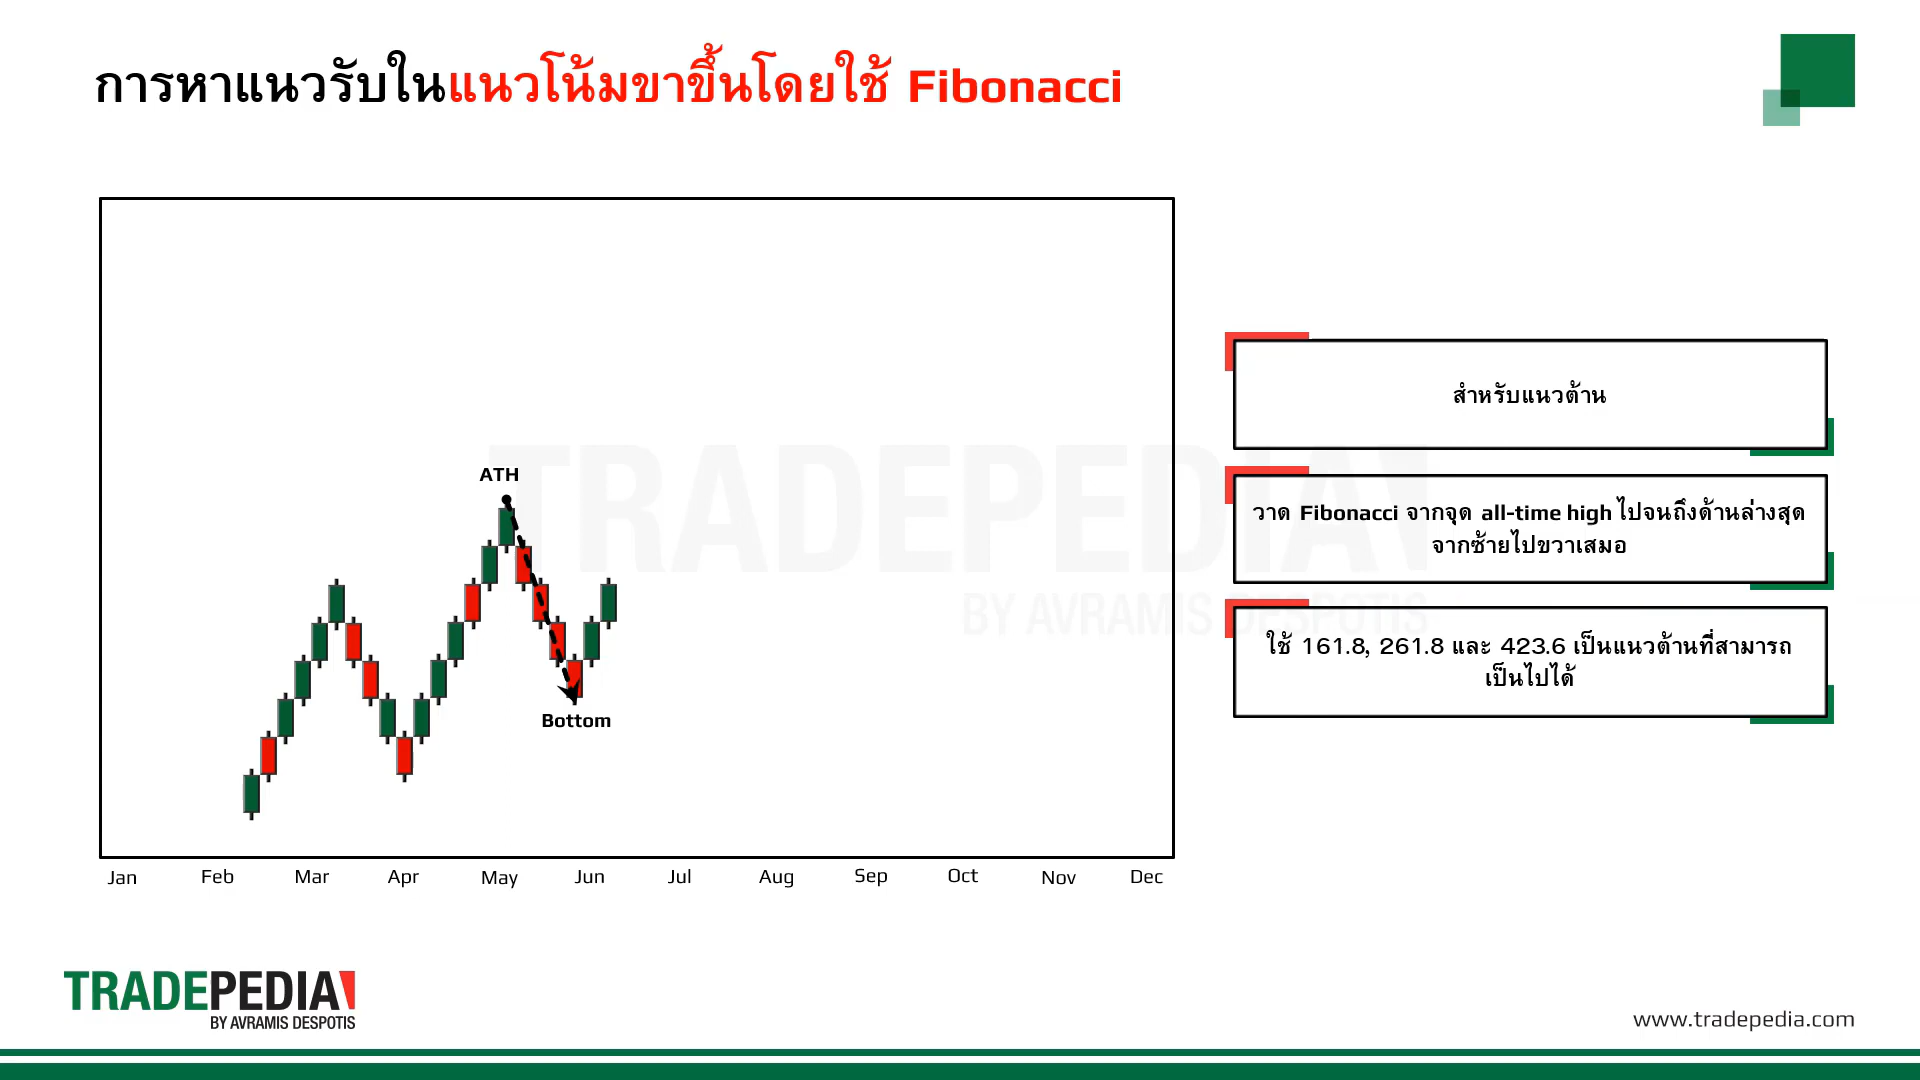 การหาแนวรับในแนวโน้มขาขึ้นโดยใช้ Fibonacci
ATH
Bottom
Jan Feb Mar Apr May Jun Jul Aug Sep Oct Nov Dec
สำหรับแนวต้าน
วาด Fibonacci จากจุด all-time high ไปจนถึงด้านล่างสุด
จากซ้ายไปขวาเสมอ
ใช้ 161.8, 261.8 และ 423.6 เป็นแนวต้านที่สามารถ
เป็นไปได้
TRADEPEDIA
BY AVRAMIS DESPOTIS
TRADEPEDIA
BY AVRAMIS DESPOTIS
www.tradepedia.com